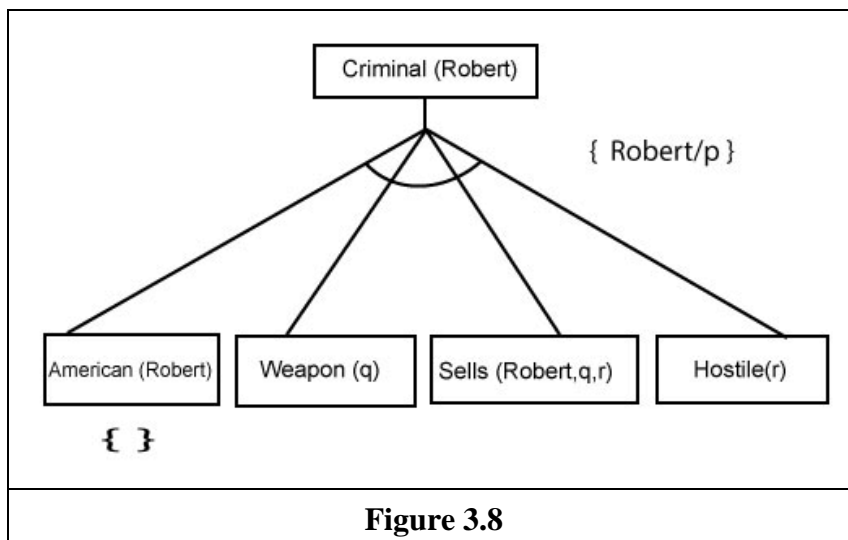 Criminal (Robert)
{ Robert/p }
American (Robert)
Weapon (q)
Sells (Robert,q,r)
Hostile(r)
{ }
Figure 3.8